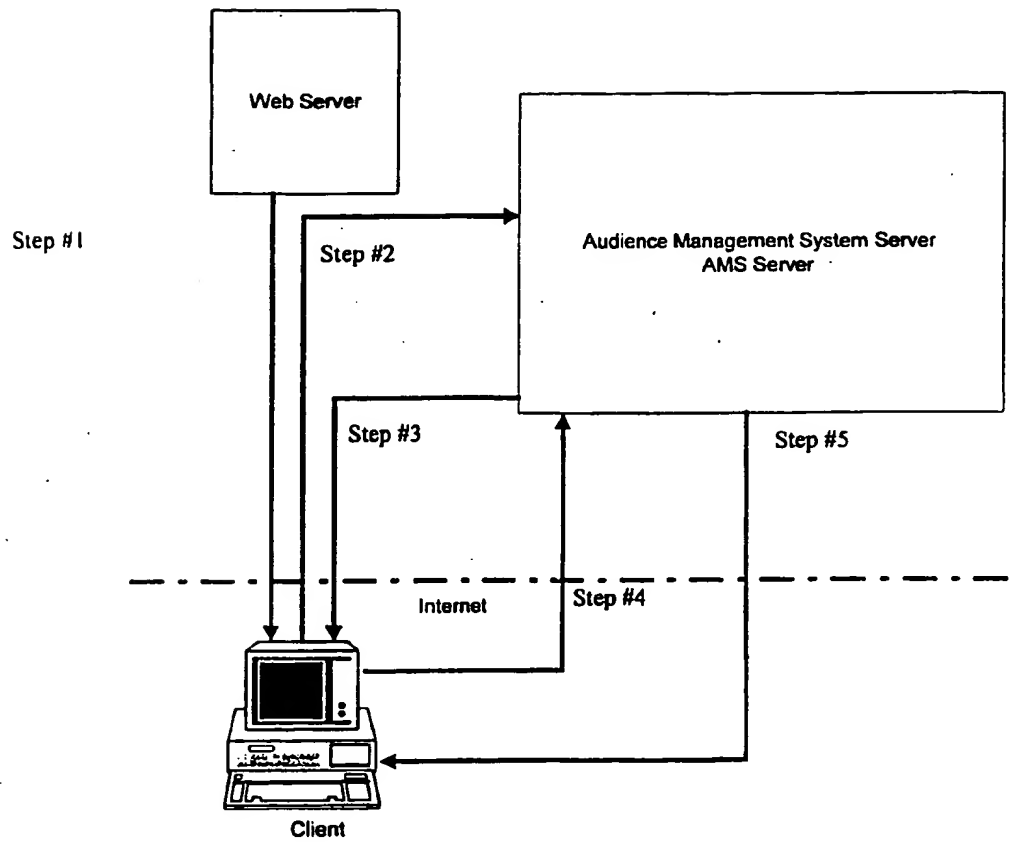 Web Server
Step #1
Step #2
Audience Management System Server
AMS Server
Step #3
Step #5
Internet
Step #4
Client